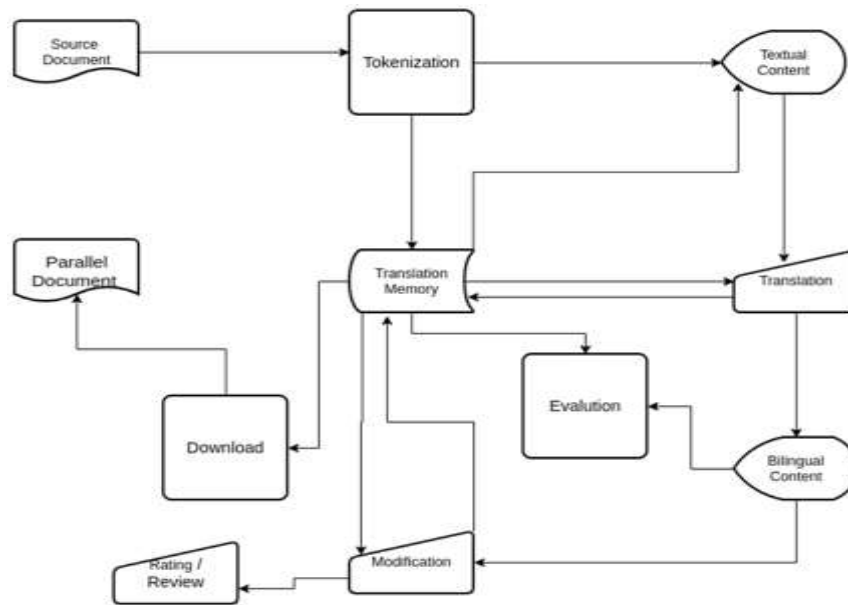 Source
Document
Tokenization
Textual
Content
Parallel
Document
Translation
Memory
Translation
Download
Evalution
Bilingual
Content
Rating /
Review
Modification